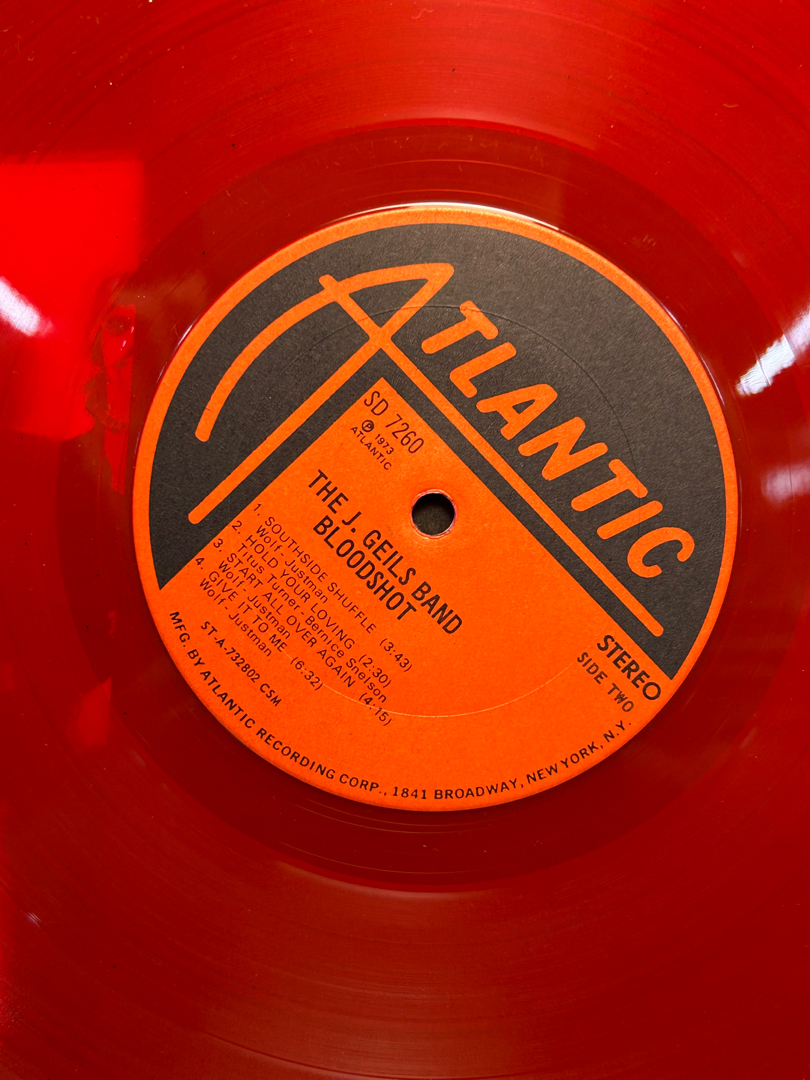 ATLANTIC
SD 7260
Ⓟ 1973
ATLANTIC
THE J. GEILS BAND
BLOODSHOT
1. SOUTHSIDE SHUFFLE (3:43)
Wolf - Justman
2. HOLD YOUR LOVING (2:30)
Titus Turner - Bernice Snelson
3. START ALL OVER AGAIN (4:15)
Wolf - Justman
4. GIVE IT TO ME (6:32)
Wolf - Justman
ST-A-732802 CSM
STEREO
SIDE TWO
MFG. BY ATLANTIC RECORDING CORP., 1841 BROADWAY, NEW YORK, N.Y.